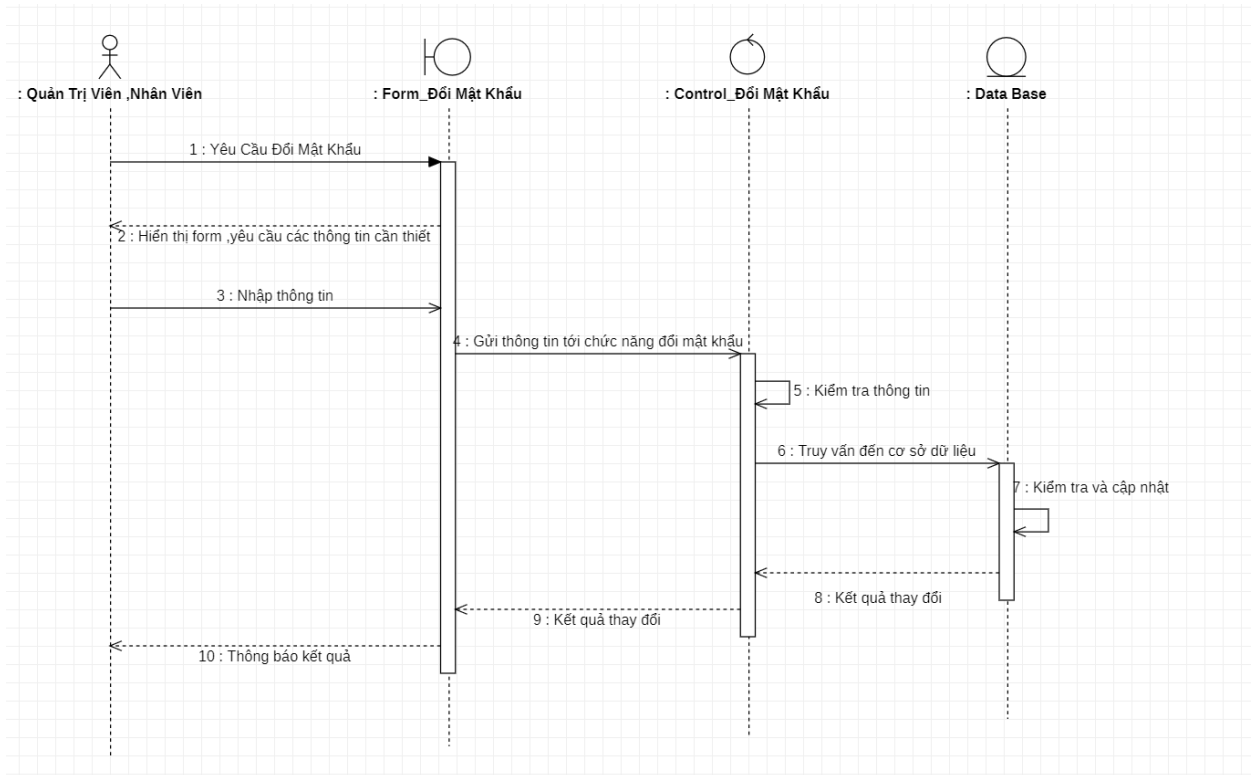 : Quản Trị Viên ,Nhân Viên
: Form_Đổi Mật Khẩu
: Control_Đổi Mật Khẩu
: Data Base
1 : Yêu Cầu Đổi Mật Khẩu
2 : Hiển thị form ,yêu cầu các thông tin cần thiết
3 : Nhập thông tin
4 : Gửi thông tin tới chức năng đổi mật khẩu
5 : Kiểm tra thông tin
6 : Truy vấn đến cơ sở dữ liệu
7 : Kiểm tra và cập nhật
8 : Kết quả thay đổi
9 : Kết quả thay đổi
10 : Thông báo kết quả